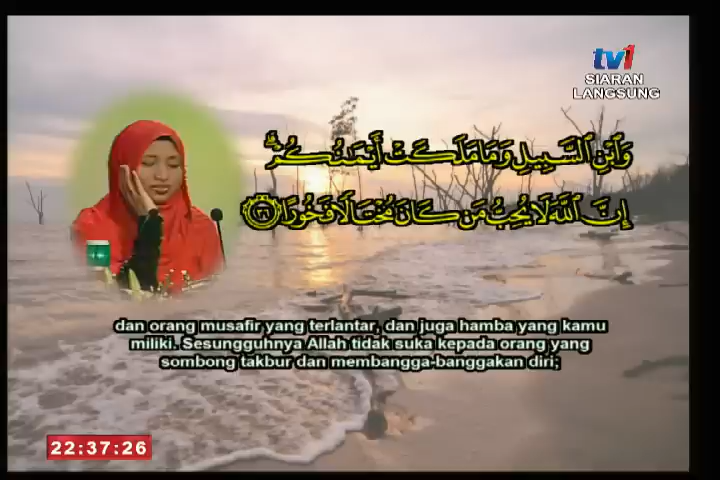 tv1
SIARAN
LANGSUNG
وَٱبْنِ ٱلسَّبِيلِ وَمَا مَلَكَتْ أَيْمَـٰنُكُمْ ۗ
إِنَّ ٱللَّهَ لَا يُحِبُّ مَن كَانَ مُخْتَالًا فَخُورًا ٣٦
dan orang musafir yang terlantar, dan juga hamba yang kamu
miliki. Sesungguhnya Allah tidak suka kepada orang yang
sombong takbur dan membangga-banggakan diri;
22:37:26